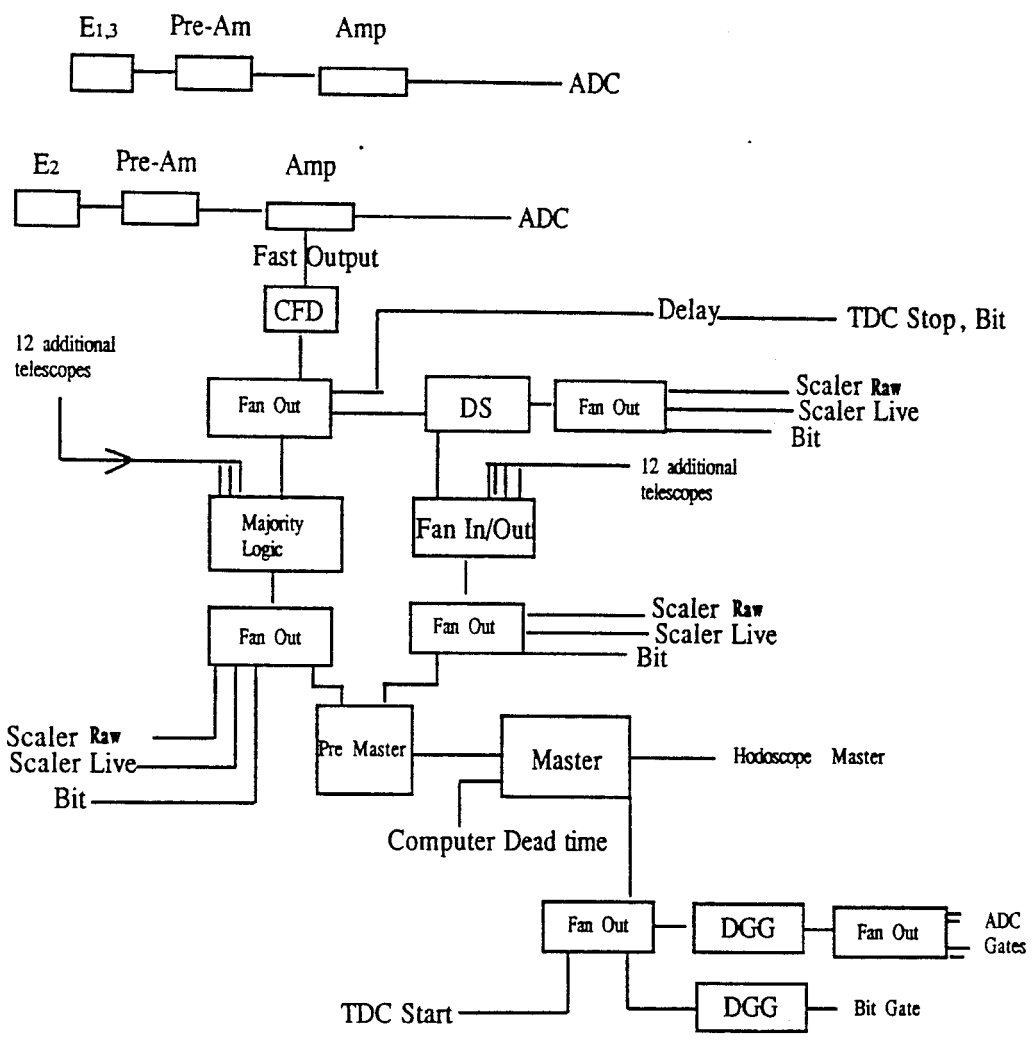 E1,3 Pre-Am Amp
ADC
E2 Pre-Am Amp
ADC
Fast Output
CFD
Delay TDC Stop, Bit
12 additional
telescopes
Fan Out
DS
Fan Out
Scaler Raw
Scaler Live
Bit
12 additional
telescopes
Majority
Logic
Fan In/Out
Fan Out
Fan Out
Scaler Raw
Scaler Live
Bit
Scaler Raw
Scaler Live
Bit
Pre Master
Master
Hodoscope Master
Computer Dead time
Fan Out
DGG
Fan Out
ADC
Gates
TDC Start
DGG
Bit Gate